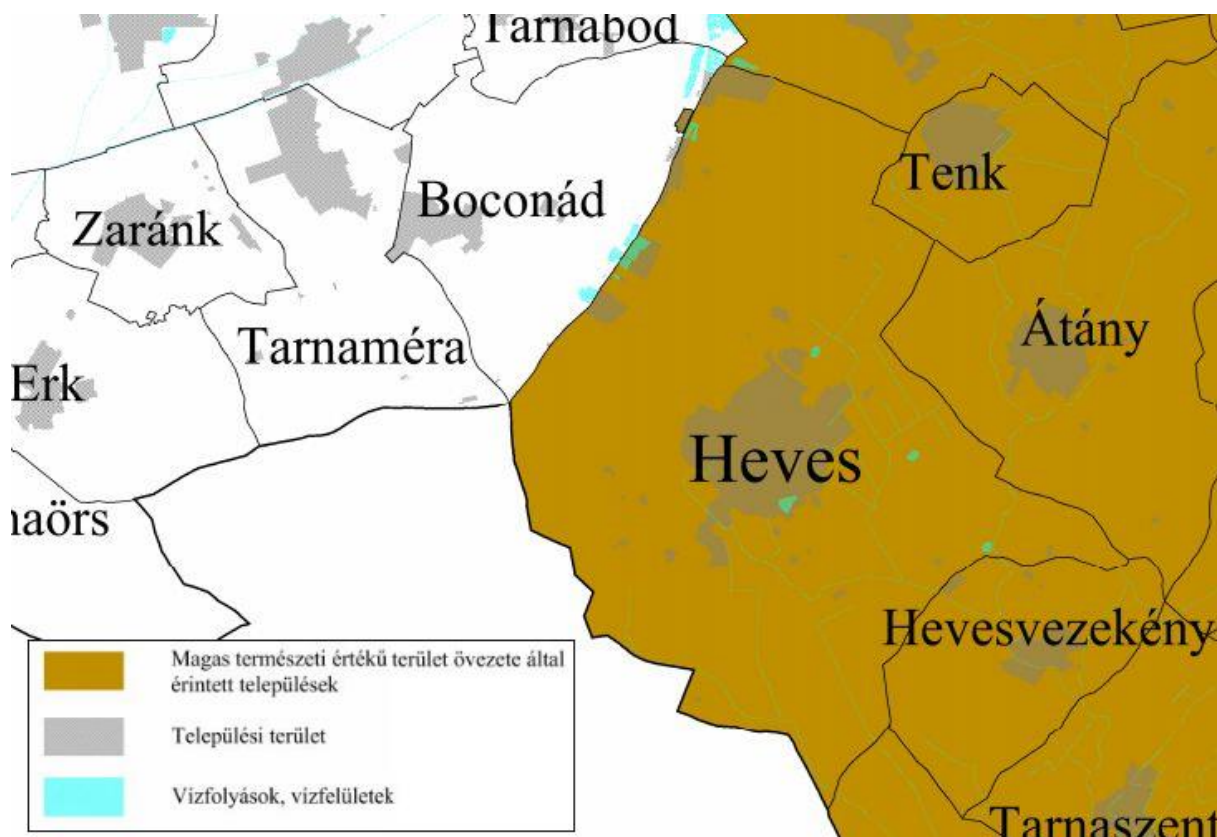 Tarnabod
Tenk
Boconád
Zaránk
Átány
Tarnaméra
Erk
Heves
naörs
Hevesvezekény
Magas természeti értékű terület övezete által
érintett települések
Települési terület
Vízfolyások, vízfelületek
Tarnaszent